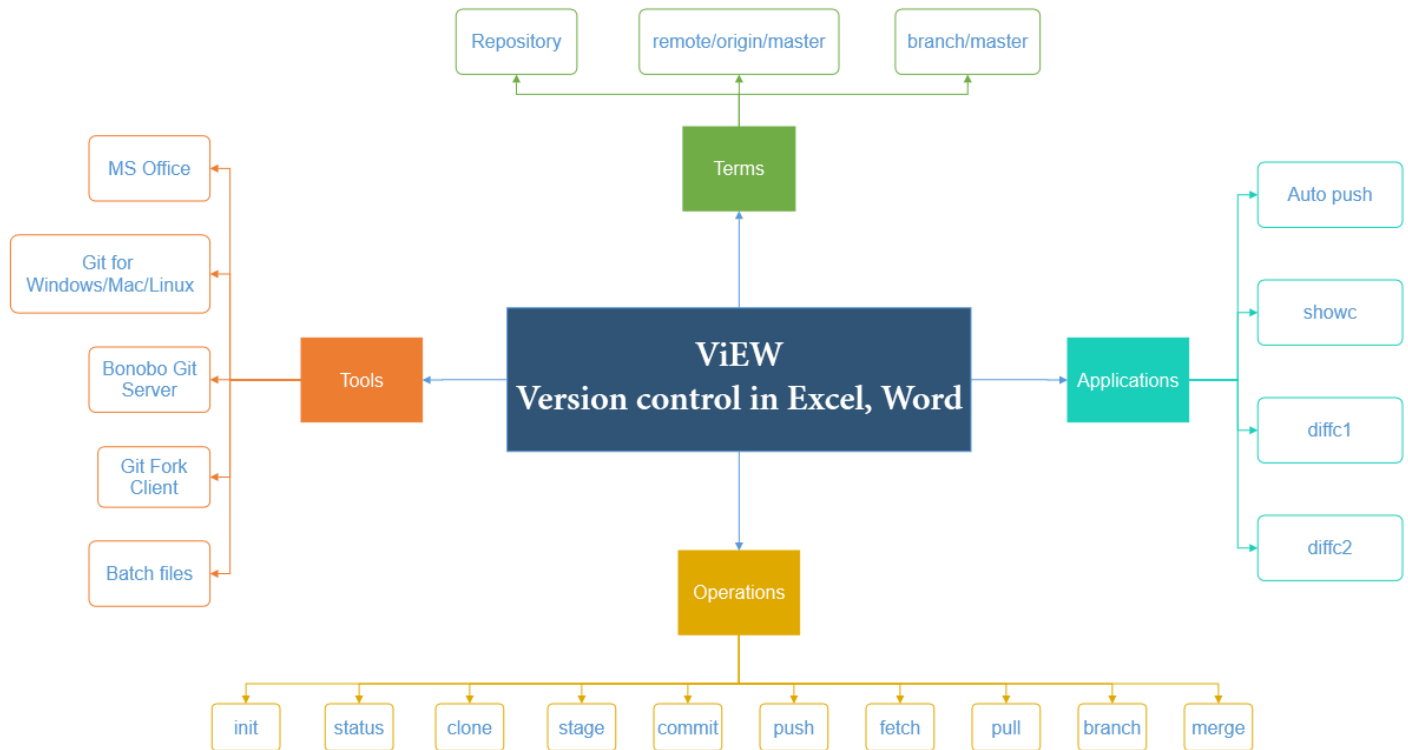 Repository
remote/origin/master
branch/master
Terms
MS Office
Git for
Windows/Mac/Linux
Bonobo Git
Server
Git Fork
Client
Batch files
Tools
ViEW
Version control in Excel, Word
Applications
Auto push
showc
diffc1
diffc2
Operations
init
status
clone
stage
commit
push
fetch
pull
branch
merge